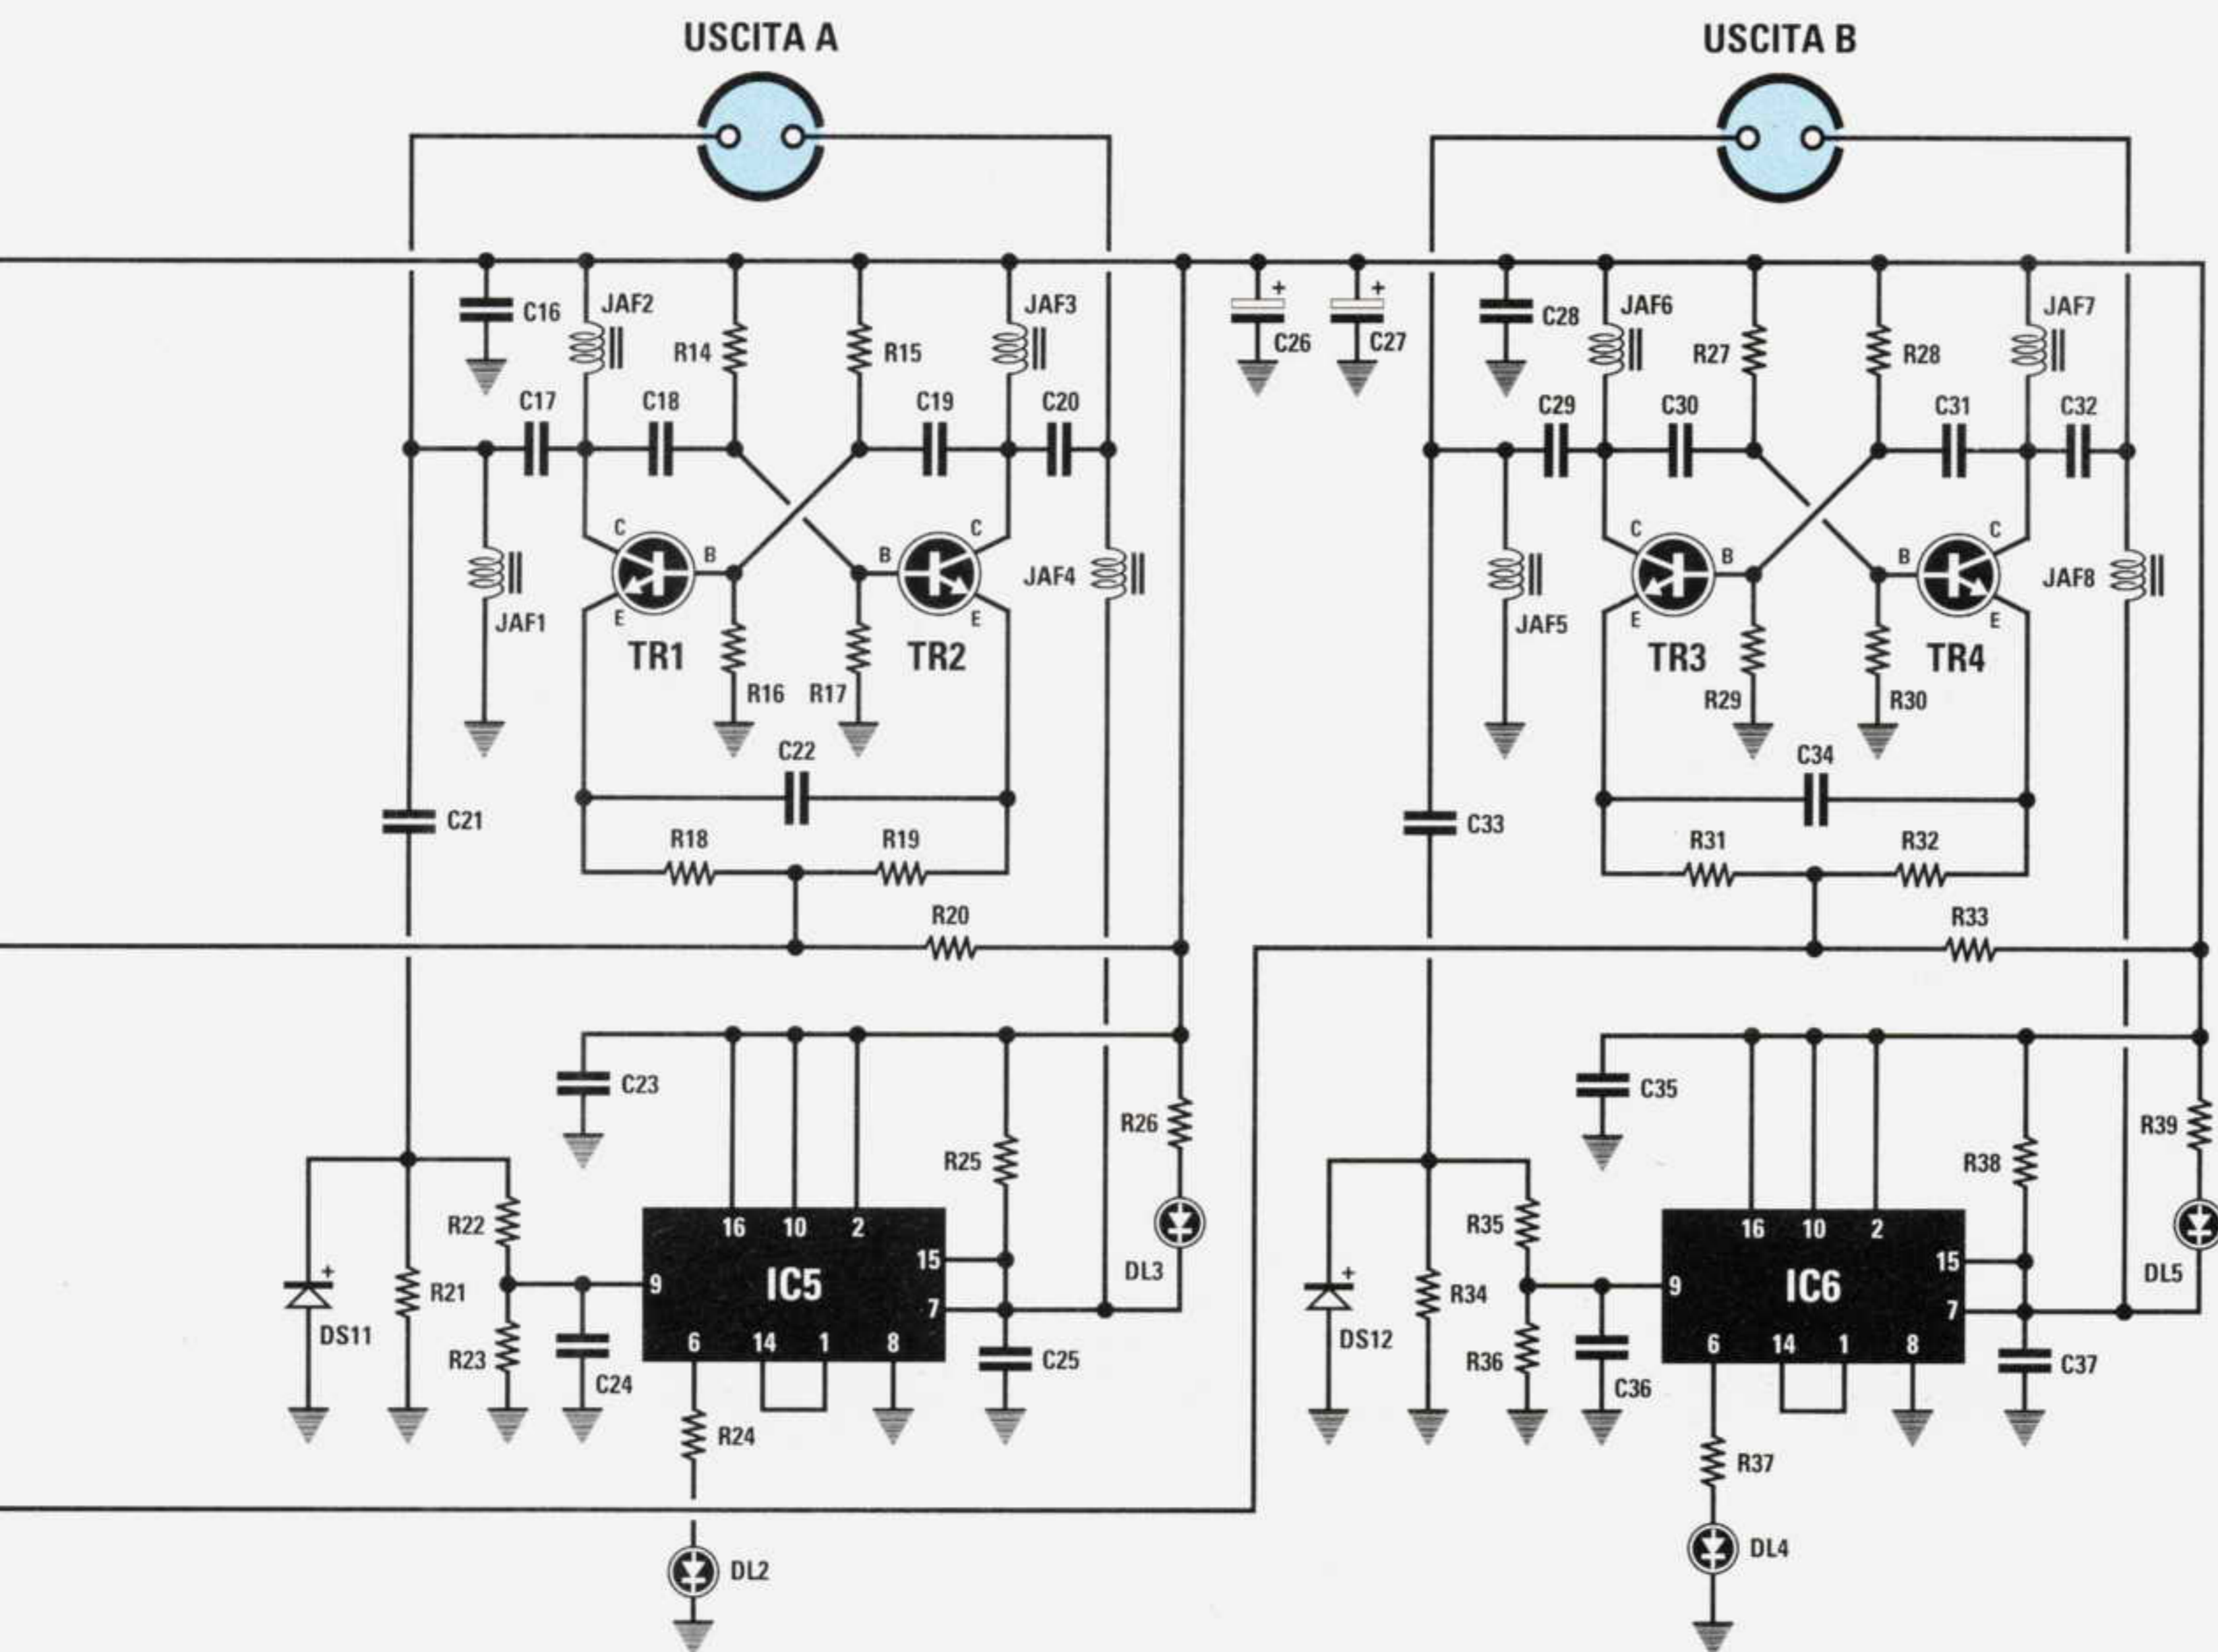 USCITA A
USCITA B
C16
JAF2
R14
R15
JAF3
+
C26
+
C27
C28
JAF6
R27
R28
JAF7
C17
C18
C19
C20
C29
C30
C31
C32
C
B
E
TR1
B
C
E
TR2
JAF1
JAF4
C
B
E
TR3
B
C
E
TR4
JAF5
JAF8
R16
R17
R29
R30
C22
C34
C21
C33
R18
R19
R31
R32
R20
R33
C23
C35
R26
R25
R39
R38
R22
R21
R23
+
DS11
C24
16 10 2
15
9 IC5
7
6 14 1 8
DL3
C25
R24
DL2
R35
R34
R36
+
DS12
C36
16 10 2
15
9 IC6
7
6 14 1 8
DL5
C37
R37
DL4